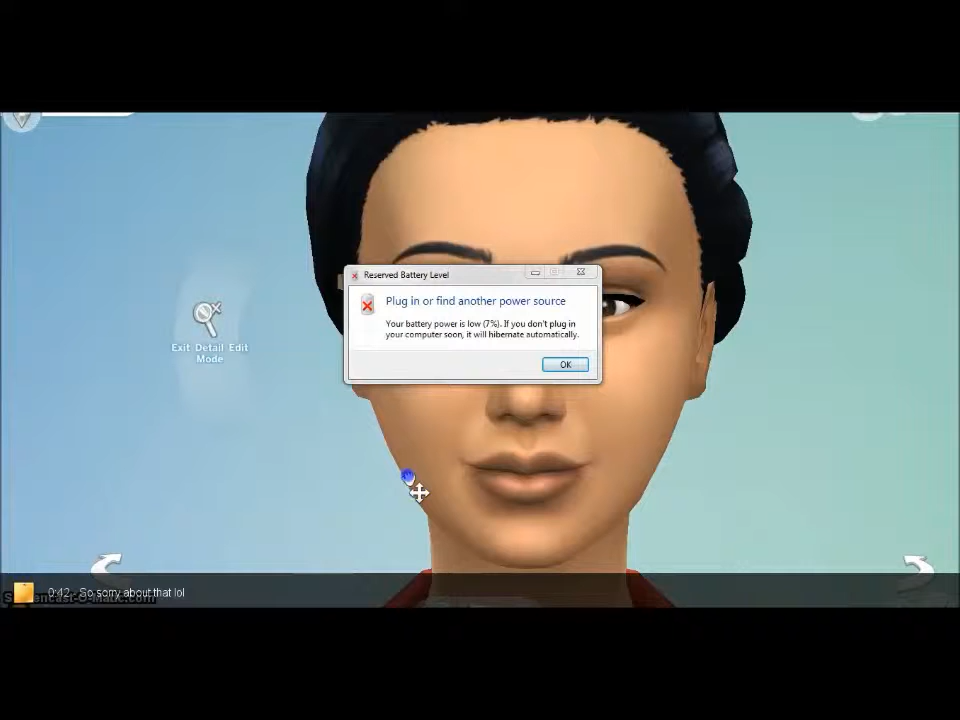 Reserved Battery Level
Plug in or find another power source
Your battery power is low (7%). If you don't plug in
your computer soon, it will hibernate automatically.
OK
Exit Detail Edit
Mode
0:42 - So sorry about that lol